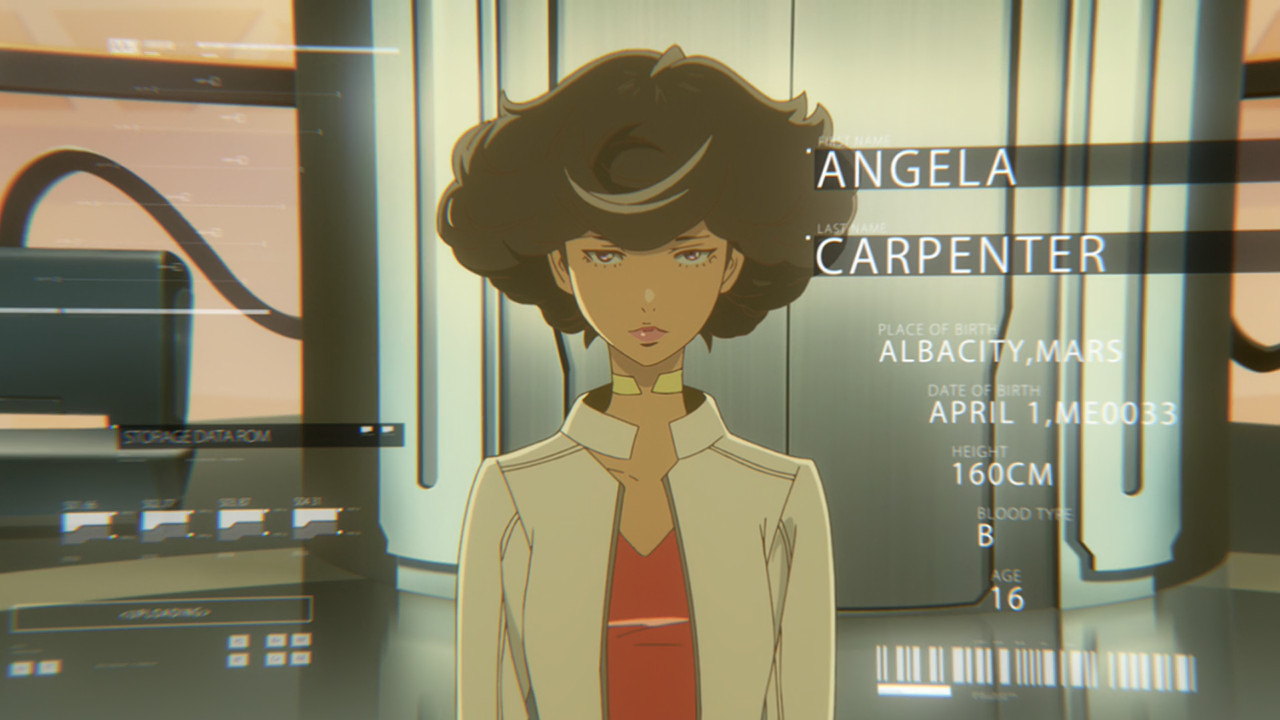 FIRST NAME
ANGELA
LAST NAME
CARPENTER
PLACE OF BIRTH
ALBACITY,MARS
DATE OF BIRTH
APRIL 1,ME0033
HEIGHT
160CM
BLOOD TYPE
B
AGE
16
STORAGE DATA ROM
<UPLOADING>